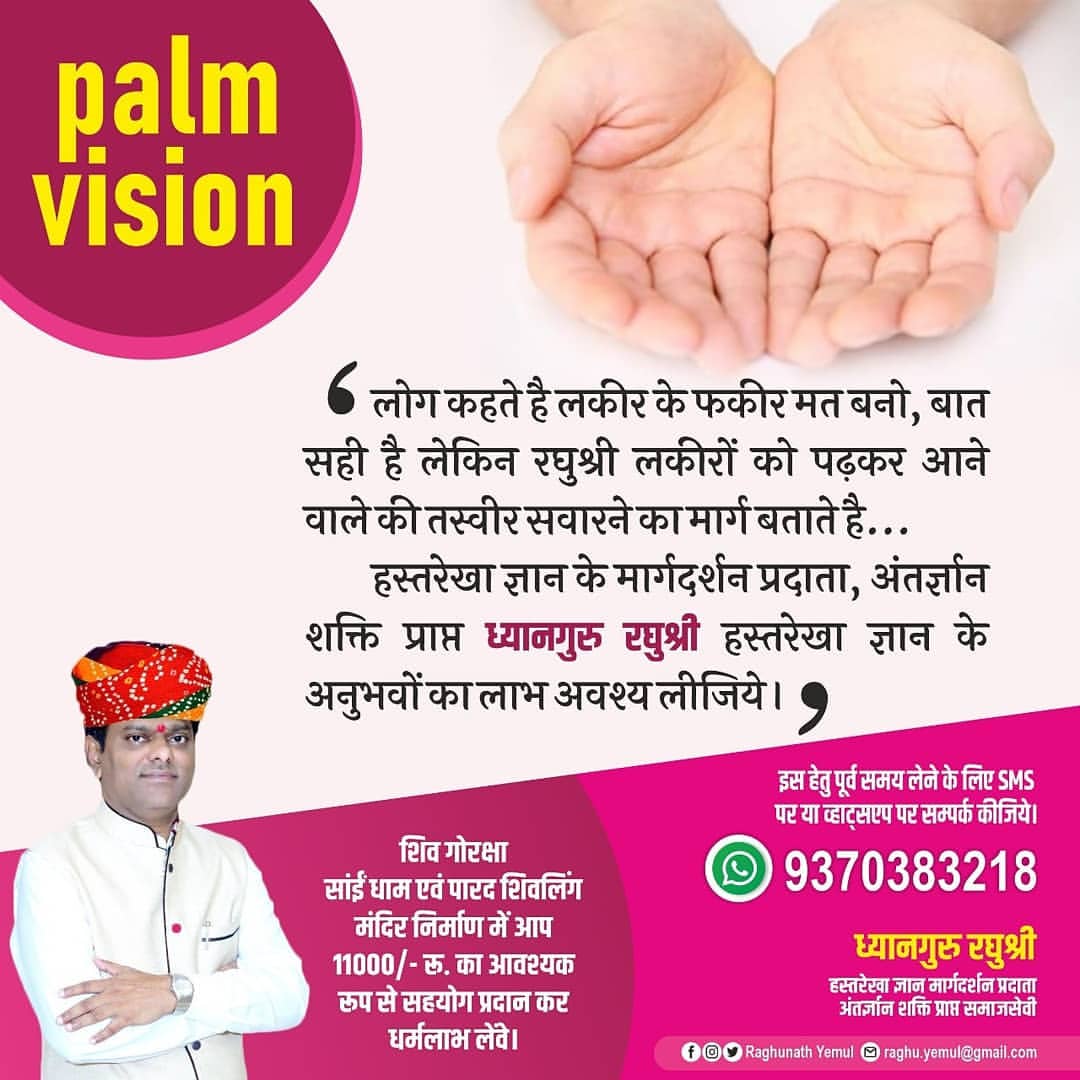 palm
vision
‘ लोग कहते है लकीर के फकीर मत बनो, बात
सही है लेकिन रघुश्री लकीरों को पढ़कर आने
वाले की तस्वीर सवारने का मार्ग बताते है...
हस्तरेखा ज्ञान के मार्गदर्शन प्रदाता, अंतर्ज्ञान
शक्ति प्राप्त ध्यानगुरु रघुश्री हस्तरेखा ज्ञान के
अनुभवों का लाभ अवश्य लीजिये। ’
शिव गोरक्षा
सांईं धाम एवं पारद शिवलिंग
मंदिर निर्माण में आप
11000/- रू. का आवश्यक
रूप से सहयोग प्रदान कर
धर्मलाभ लेंवे।
इस हेतु पूर्व समय लेने के लिए SMS
पर या व्हाट्सएप पर सम्पर्क कीजिये।
9370383218
ध्यानगुरु रघुश्री
हस्तरेखा ज्ञान मार्गदर्शन प्रदाता
अंतर्ज्ञान शक्ति प्राप्त समाजसेवी
Raghunath Yemul raghu.yemul@gmail.com